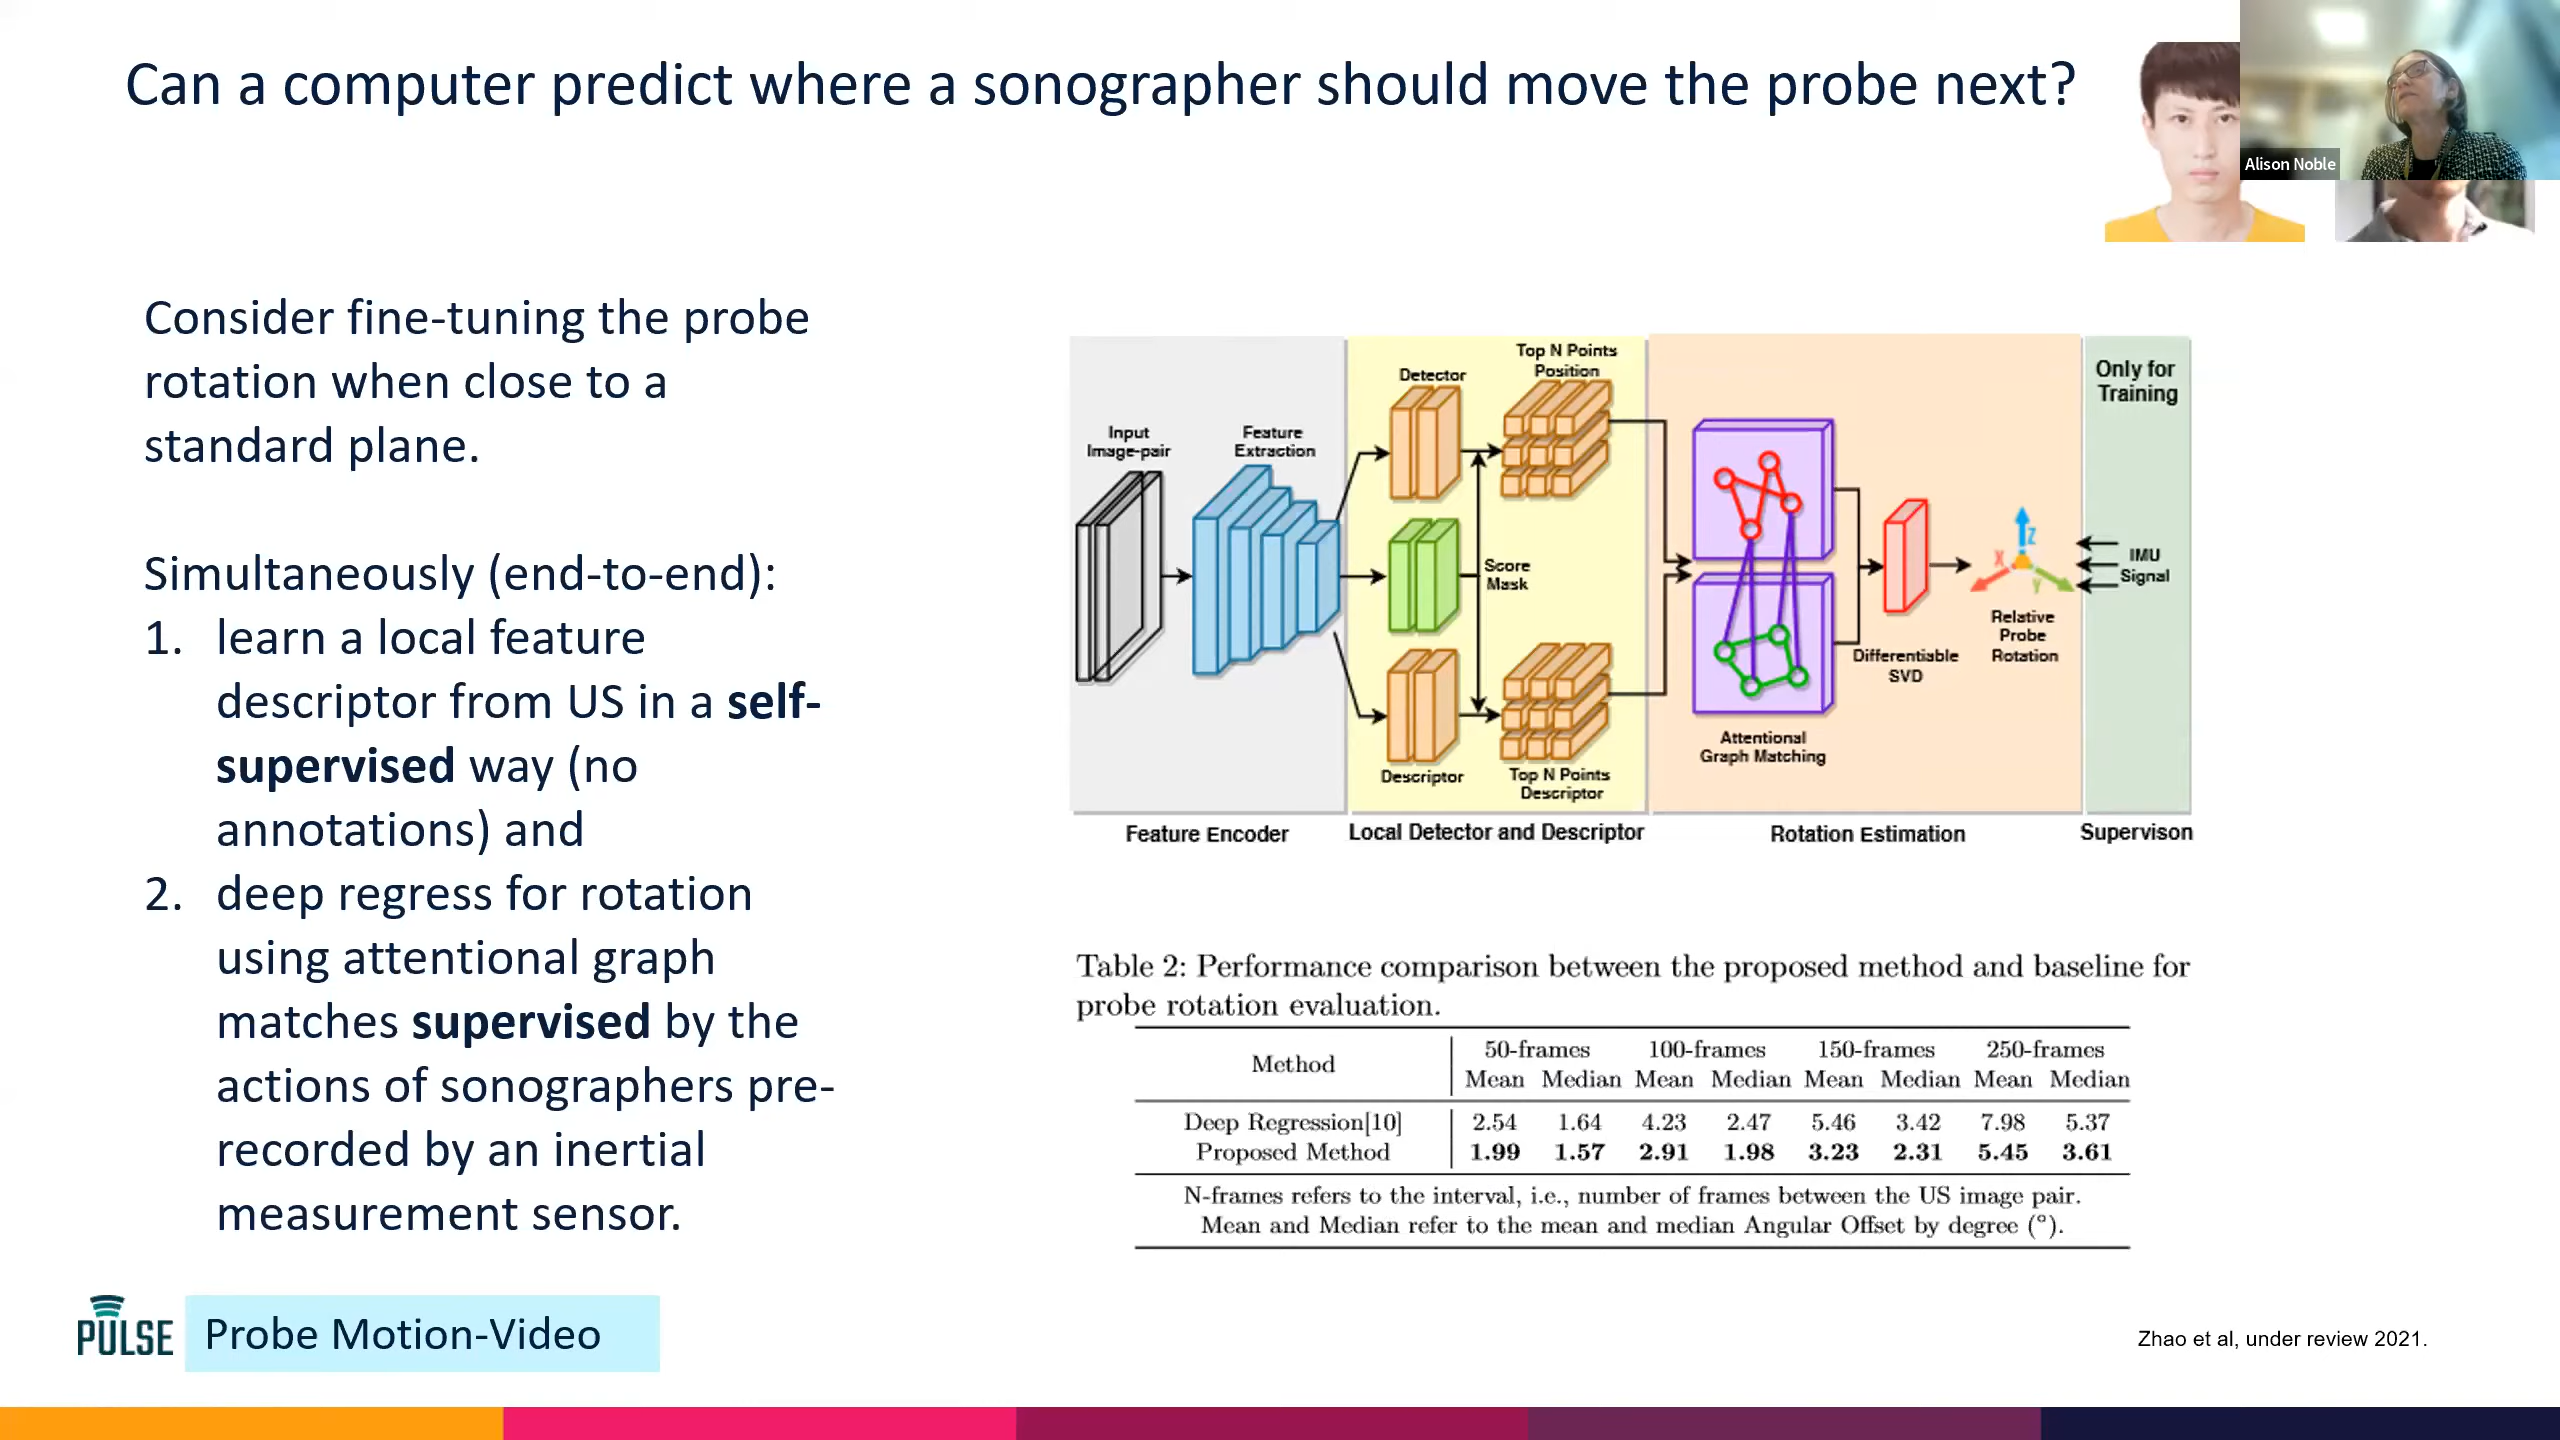 Can a computer predict where a sonographer should move the probe next?
Alison Noble
Consider fine-tuning the probe
rotation when close to a
standard plane.
Simultaneously (end-to-end):
1. learn a local feature
descriptor from US in a self-
supervised way (no
annotations) and
2. deep regress for rotation
using attentional graph
matches supervised by the
actions of sonographers pre-
recorded by an inertial
measurement sensor.
Input
Image-pair
Feature
Extraction
Detector
Top N Points
Position
Score
Mask
Descriptor
Top N Points
Descriptor
Attentional
Graph Matching
Differentiable
SVD
X
Z
Y
Relative
Probe
Rotation
Only for
Training
IMU
Signal
Feature Encoder
Local Detector and Descriptor
Rotation Estimation
Supervison
Table 2: Performance comparison between the proposed method and baseline for
probe rotation evaluation.
Method 50-frames 100-frames 150-frames 250-frames
Mean Median Mean Median Mean Median Mean Median
Deep Regression[10] 2.54 1.64 4.23 2.47 5.46 3.42 7.98 5.37
Proposed Method 1.99 1.57 2.91 1.98 3.23 2.31 5.45 3.61
N-frames refers to the interval, i.e., number of frames between the US image pair.
Mean and Median refer to the mean and median Angular Offset by degree (°).
PULSE
Probe Motion-Video
Zhao et al, under review 2021.